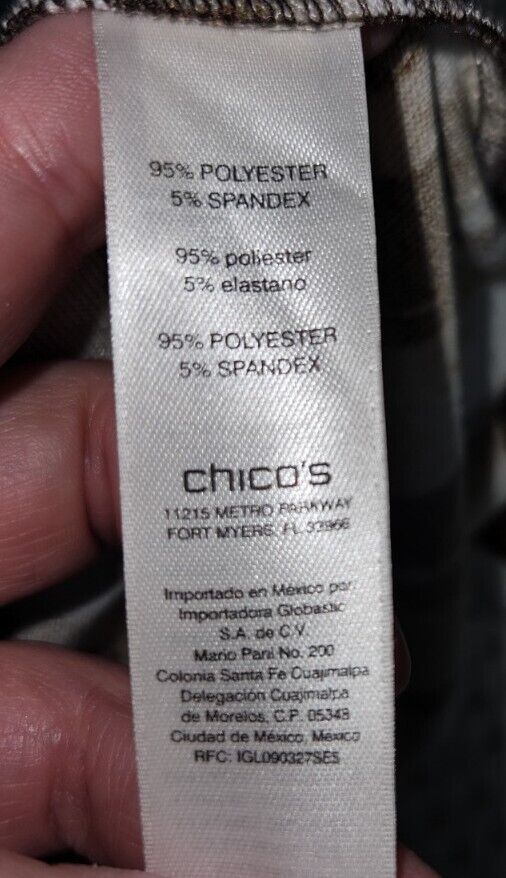 95% POLYESTER
5% SPANDEX
95% poliester
5% elastano
95% POLYESTER
5% SPANDEX
chico's
11215 METRO PARKWAY
FORT MYERS, FL 33966
Importado en México por
Importadora Globastic
S.A. de C.V.
Mario Pani No. 200
Colonia Santa Fe Cuajimalpa
Delegación Cuajimalpa
de Morelos, C.P. 05348
Ciudad de México, Mexico
RFC: IGL090327SE5